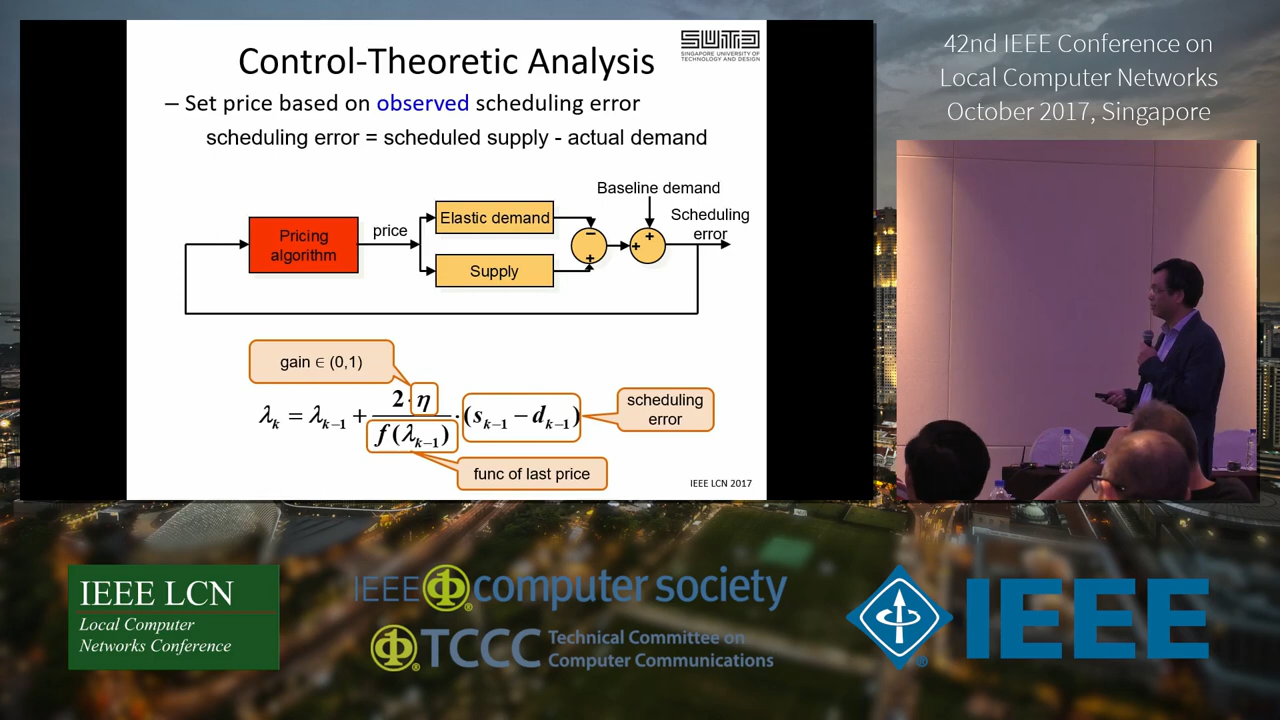 Control-Theoretic Analysis
SUTD
SINGAPORE UNIVERSITY OF
TECHNOLOGY AND DESIGN
– Set price based on observed scheduling error
scheduling error = scheduled supply - actual demand
Baseline demand
Elastic demand
Scheduling
error
Pricing
algorithm
price
−
+
+
+
Supply
gain ∈ (0,1)
λ_k = λ_{k−1} + 2·η / f(λ_{k−1}) · (s_{k−1} − d_{k−1})
scheduling
error
func of last price
IEEE LCN 2017
42nd IEEE Conference on
Local Computer Networks
October 2017, Singapore
IEEE LCN
Local Computer
Networks Conference
IEEE computer society
TCCC Technical Committee on
Computer Communications
IEEE